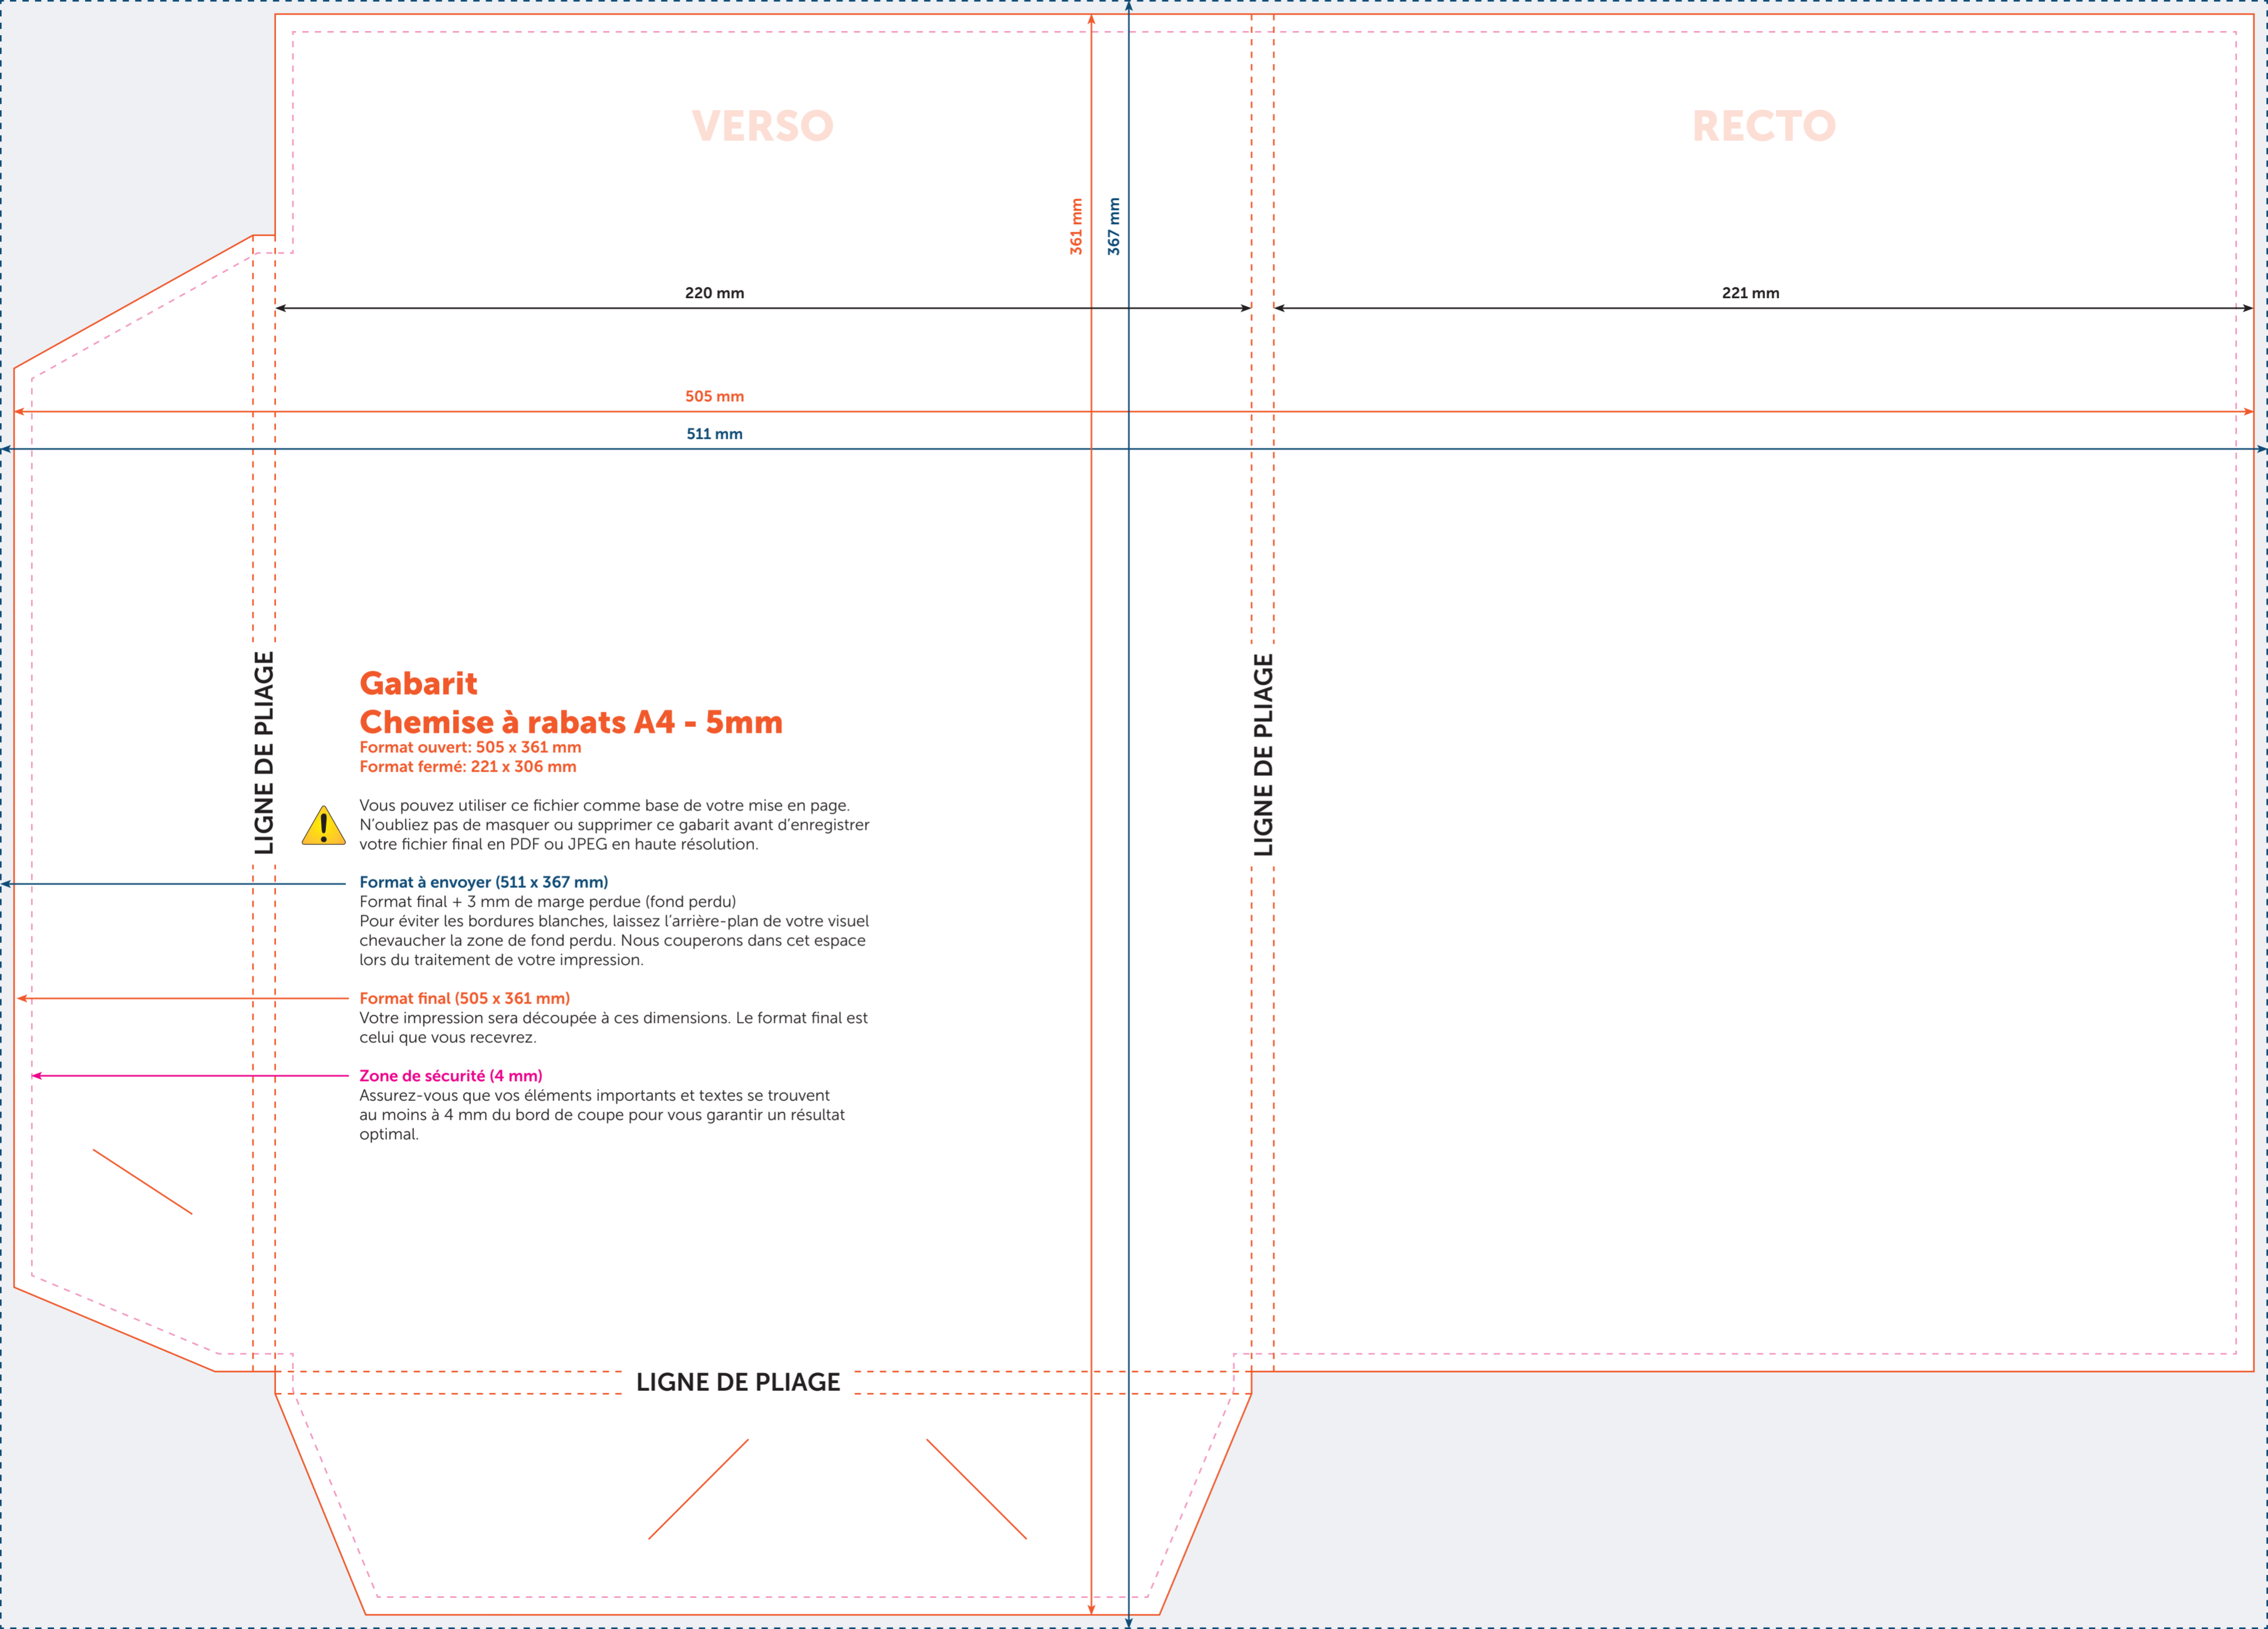 VERSO
RECTO
361 mm
367 mm
220 mm
221 mm
505 mm
511 mm
LIGNE DE PLIAGE
LIGNE DE PLIAGE
Gabarit
Chemise à rabats A4 - 5mm
Format ouvert: 505 x 361 mm
Format fermé: 221 x 306 mm
Vous pouvez utiliser ce fichier comme base de votre mise en page.
N'oubliez pas de masquer ou supprimer ce gabarit avant d'enregistrer
votre fichier final en PDF ou JPEG en haute résolution.
Format à envoyer (511 x 367 mm)
Format final + 3 mm de marge perdue (fond perdu)
Pour éviter les bordures blanches, laissez l'arrière-plan de votre visuel
chevaucher la zone de fond perdu. Nous couperons dans cet espace
lors du traitement de votre impression.
Format final (505 x 361 mm)
Votre impression sera découpée à ces dimensions. Le format final est
celui que vous recevrez.
Zone de sécurité (4 mm)
Assurez-vous que vos éléments importants et textes se trouvent
au moins à 4 mm du bord de coupe pour vous garantir un résultat
optimal.
LIGNE DE PLIAGE